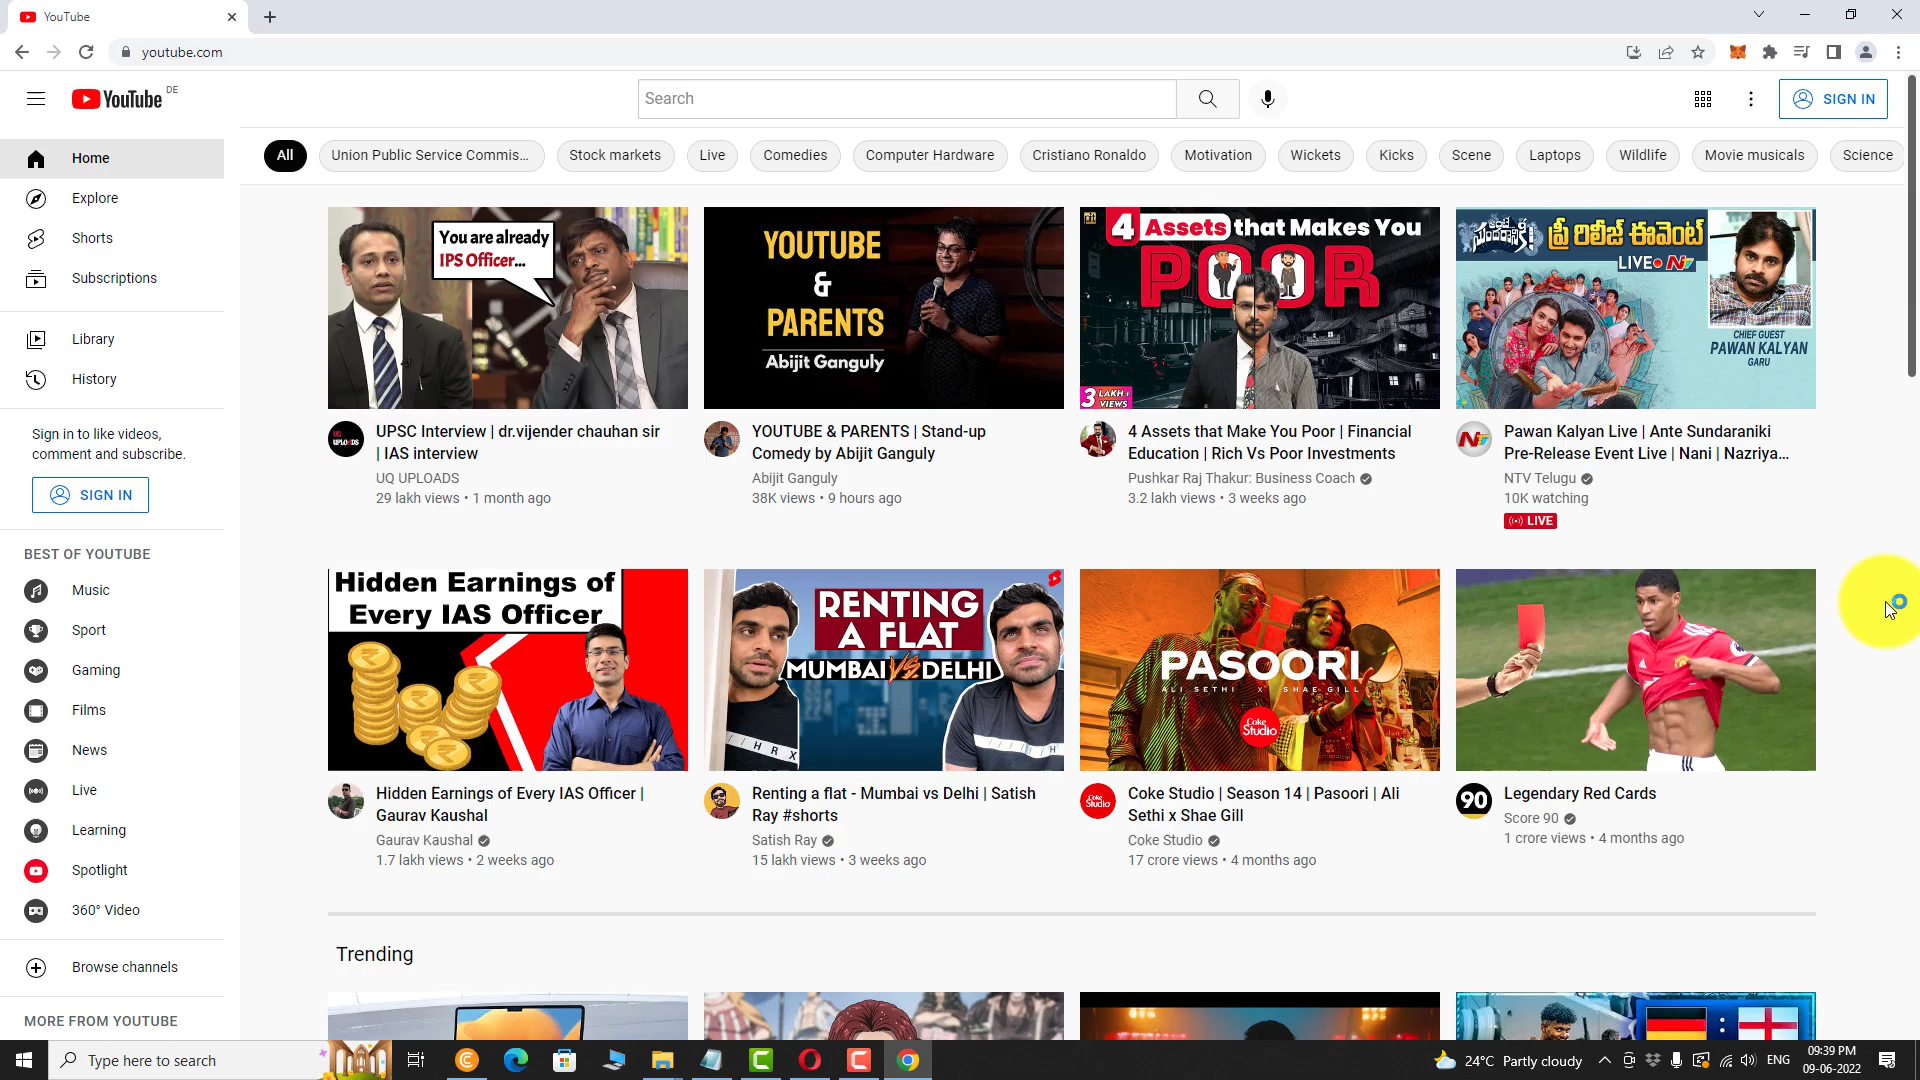 YouTube
youtube.com
YouTube DE
Search
SIGN IN
Home
Explore
Shorts
Subscriptions
Library
History
Sign in to like videos,
comment and subscribe.
SIGN IN
BEST OF YOUTUBE
Music
Sport
Gaming
Films
News
Live
Learning
Spotlight
360° Video
Browse channels
MORE FROM YOUTUBE
All
Union Public Service Commis...
Stock markets
Live
Comedies
Computer Hardware
Cristiano Ronaldo
Motivation
Wickets
Kicks
Scene
Laptops
Wildlife
Movie musicals
Science
You are already
IPS Officer...
UQ
UPLOADS
UPSC Interview | dr.vijender chauhan sir
| IAS interview
UQ UPLOADS
29 lakh views • 1 month ago
YOUTUBE
&
PARENTS
Abijit Ganguly
YOUTUBE & PARENTS | Stand-up
Comedy by Abijit Ganguly
Abijit Ganguly
38K views • 9 hours ago
4 Assets that Makes You
POOR
3 LAKH+
VIEWS
4 Assets that Make You Poor | Financial
Education | Rich Vs Poor Investments
Pushkar Raj Thakur: Business Coach
3.2 lakh views • 3 weeks ago
అంటే
సుందరానికీ!
ప్రీ రిలీజ్ ఈవెంట్
LIVE
CHIEF GUEST
PAWAN KALYAN
GARU
Pawan Kalyan Live | Ante Sundaraniki
Pre-Release Event Live | Nani | Nazriya...
NTV Telugu
10K watching
LIVE
Hidden Earnings of
Every IAS Officer
Hidden Earnings of Every IAS Officer |
Gaurav Kaushal
Gaurav Kaushal
1.7 lakh views • 2 weeks ago
RENTING
A FLAT
MUMBAI VS DELHI
HRX
Renting a flat - Mumbai vs Delhi | Satish
Ray #shorts
Satish Ray
15 lakh views • 3 weeks ago
PASOORI
ALI SETHI X SHAE GILL
Coke
Studio
Coke
Studio
Coke Studio | Season 14 | Pasoori | Ali
Sethi x Shae Gill
Coke Studio
17 crore views • 4 months ago
90
Legendary Red Cards
Score 90
1 crore views • 4 months ago
Trending
Type here to search
24°C Partly cloudy
ENG
09:39 PM
09-06-2022